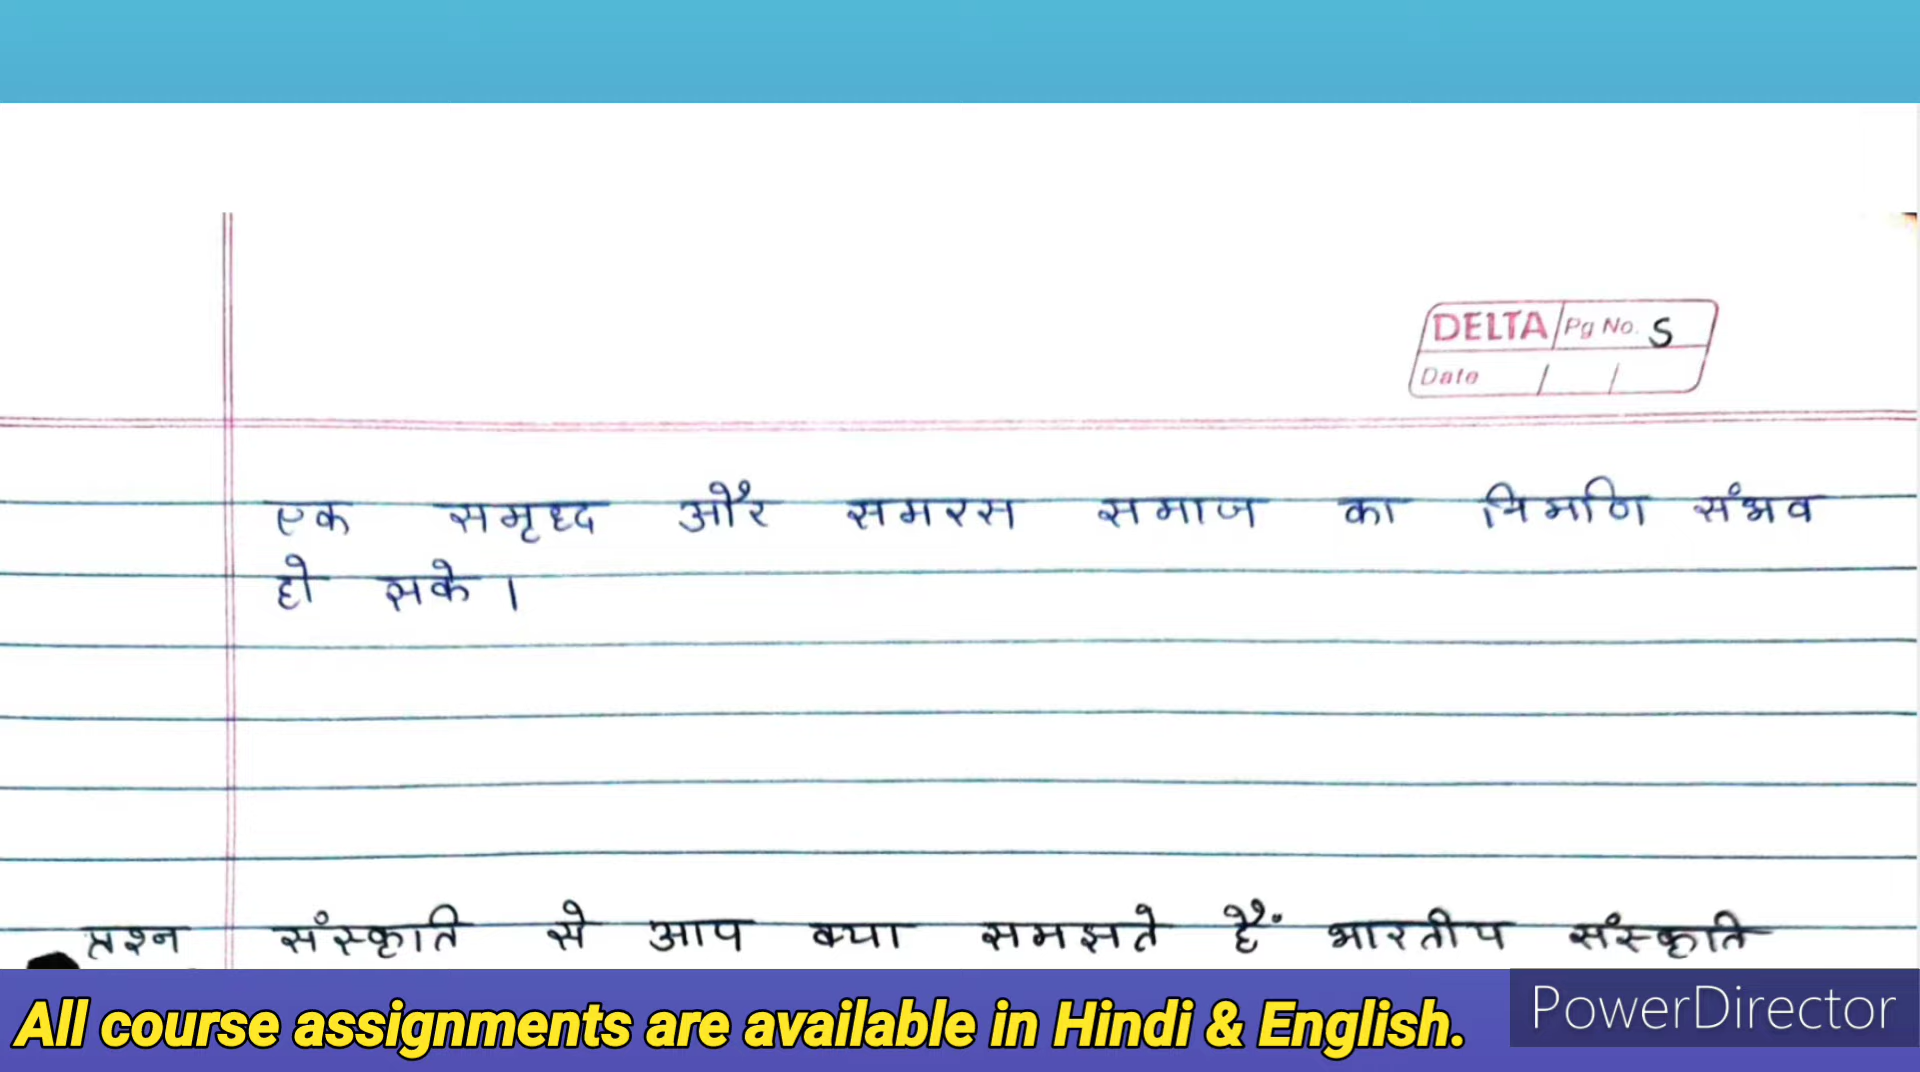 DELTA Pg No. 5
Date / /
एक समृध्द और समरस समाज का निर्माण संभव
हो सके।
प्रश्न संस्कृति से आप क्या समझते हैं भारतीय संस्कृति
All course assignments are available in Hindi & English.
PowerDirector